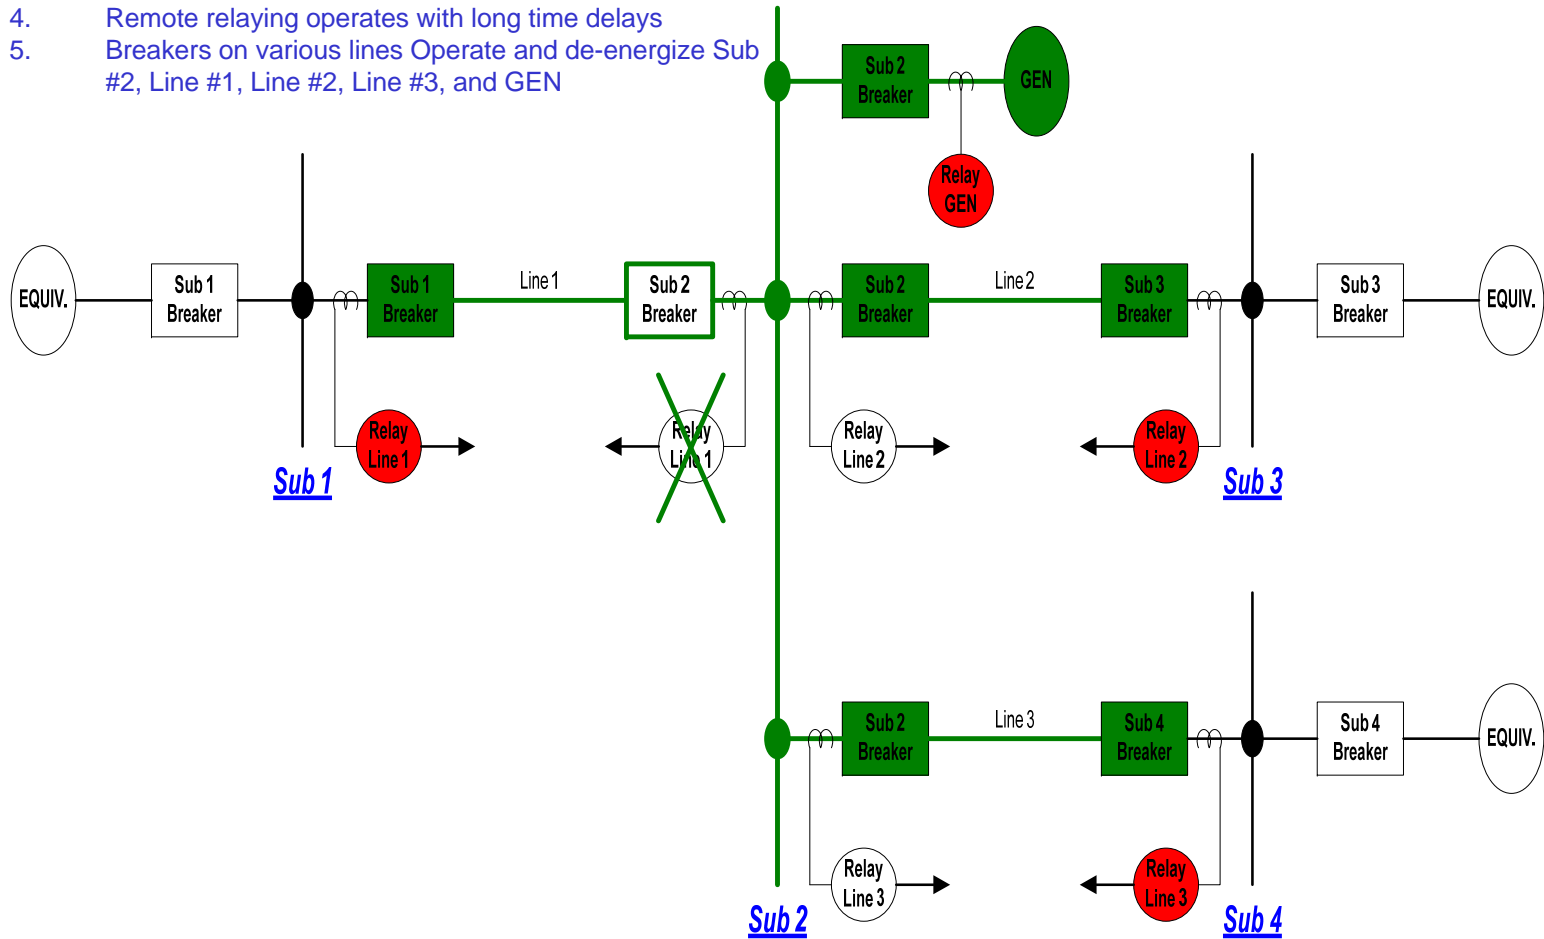 4. Remote relaying operates with long time delays
5. Breakers on various lines Operate and de-energize Sub
#2, Line #1, Line #2, Line #3, and GEN
Sub 2
Breaker
GEN
Relay
GEN
EQUIV.
Sub 1
Breaker
Sub 1
Breaker
Line 1
Sub 2
Breaker
Sub 2
Breaker
Line 2
Sub 3
Breaker
Sub 3
Breaker
EQUIV.
Relay
Line 1
Relay
Line 1
Relay
Line 2
Relay
Line 2
Sub 1
Sub 3
Sub 2
Breaker
Line 3
Sub 4
Breaker
Sub 4
Breaker
EQUIV.
Relay
Line 3
Relay
Line 3
Sub 2
Sub 4